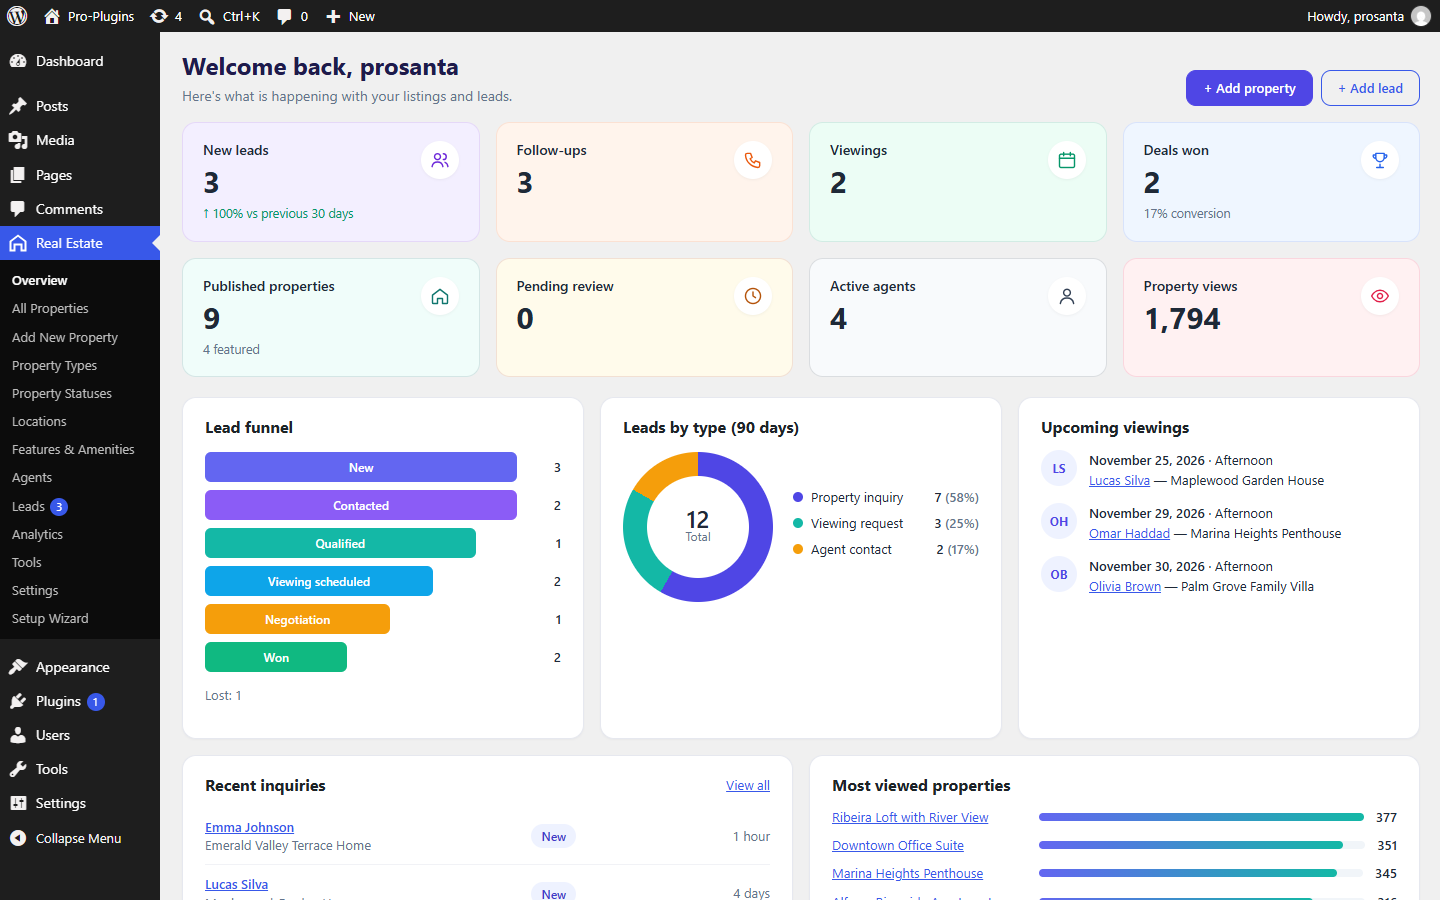 Pro-Plugins
4
Ctrl+K
0
New
Howdy, prosanta
Dashboard
Posts
Media
Pages
Comments
Real Estate
Overview
All Properties
Add New Property
Property Types
Property Statuses
Locations
Features & Amenities
Agents
Leads 3
Analytics
Tools
Settings
Setup Wizard
Appearance
Plugins 1
Users
Tools
Settings
Collapse Menu
Welcome back, prosanta
Here's what is happening with your listings and leads.
+ Add property
+ Add lead
New leads
3
↑ 100% vs previous 30 days
Follow-ups
3
Viewings
2
Deals won
2
17% conversion
Published properties
9
4 featured
Pending review
0
Active agents
4
Property views
1,794
Lead funnel
New 3
Contacted 2
Qualified 1
Viewing scheduled 2
Negotiation 1
Won 2
Lost: 1
Leads by type (90 days)
12
Total
Property inquiry 7 (58%)
Viewing request 3 (25%)
Agent contact 2 (17%)
Upcoming viewings
LS
November 25, 2026 · Afternoon
Lucas Silva — Maplewood Garden House
OH
November 29, 2026 · Afternoon
Omar Haddad — Marina Heights Penthouse
OB
November 30, 2026 · Afternoon
Olivia Brown — Palm Grove Family Villa
Recent inquiries
View all
Emma Johnson
Emerald Valley Terrace Home
New
1 hour
Lucas Silva
New
4 days
Most viewed properties
Ribeira Loft with River View 377
Downtown Office Suite 351
Marina Heights Penthouse 345